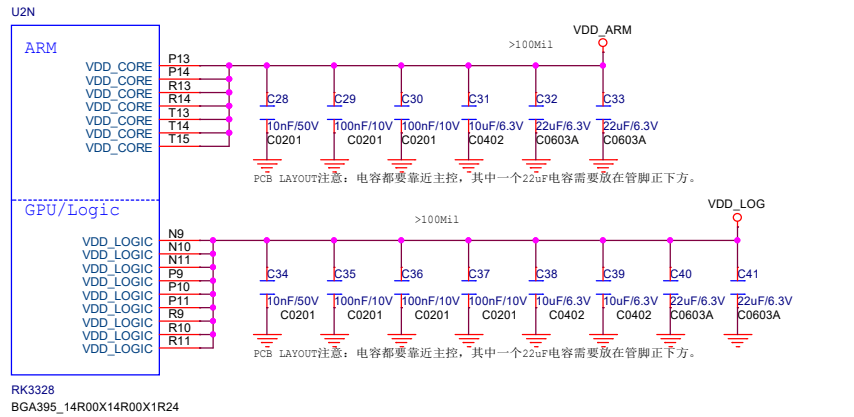 U2N
ARM
VDD_ARM
>100Mil
VDD_CORE P13
VDD_CORE P14
VDD_CORE R13
VDD_CORE R14
VDD_CORE T13
VDD_CORE T14
VDD_CORE T15
C28 C29 C30 C31 C32 C33
10nF/50V 100nF/10V 100nF/10V 10uF/6.3V 22uF/6.3V 22uF/6.3V
C0201 C0201 C0201 C0402 C0603A C0603A
PCB LAYOUT注意：电容都要靠近主控，其中一个22uF电容需要放在管脚正下方。
GPU/Logic
VDD_LOG
>100Mil
VDD_LOGIC N9
VDD_LOGIC N10
VDD_LOGIC N11
VDD_LOGIC P9
VDD_LOGIC P10
VDD_LOGIC P11
VDD_LOGIC R9
VDD_LOGIC R10
VDD_LOGIC R11
C34 C35 C36 C37 C38 C39 C40 C41
10nF/50V 100nF/10V 100nF/10V 100nF/10V 10uF/6.3V 10uF/6.3V 22uF/6.3V 22uF/6.3V
C0201 C0201 C0201 C0201 C0402 C0402 C0603A C0603A
PCB LAYOUT注意：电容都要靠近主控，其中一个22uF电容需要放在管脚正下方。
RK3328
BGA395_14R00X14R00X1R24